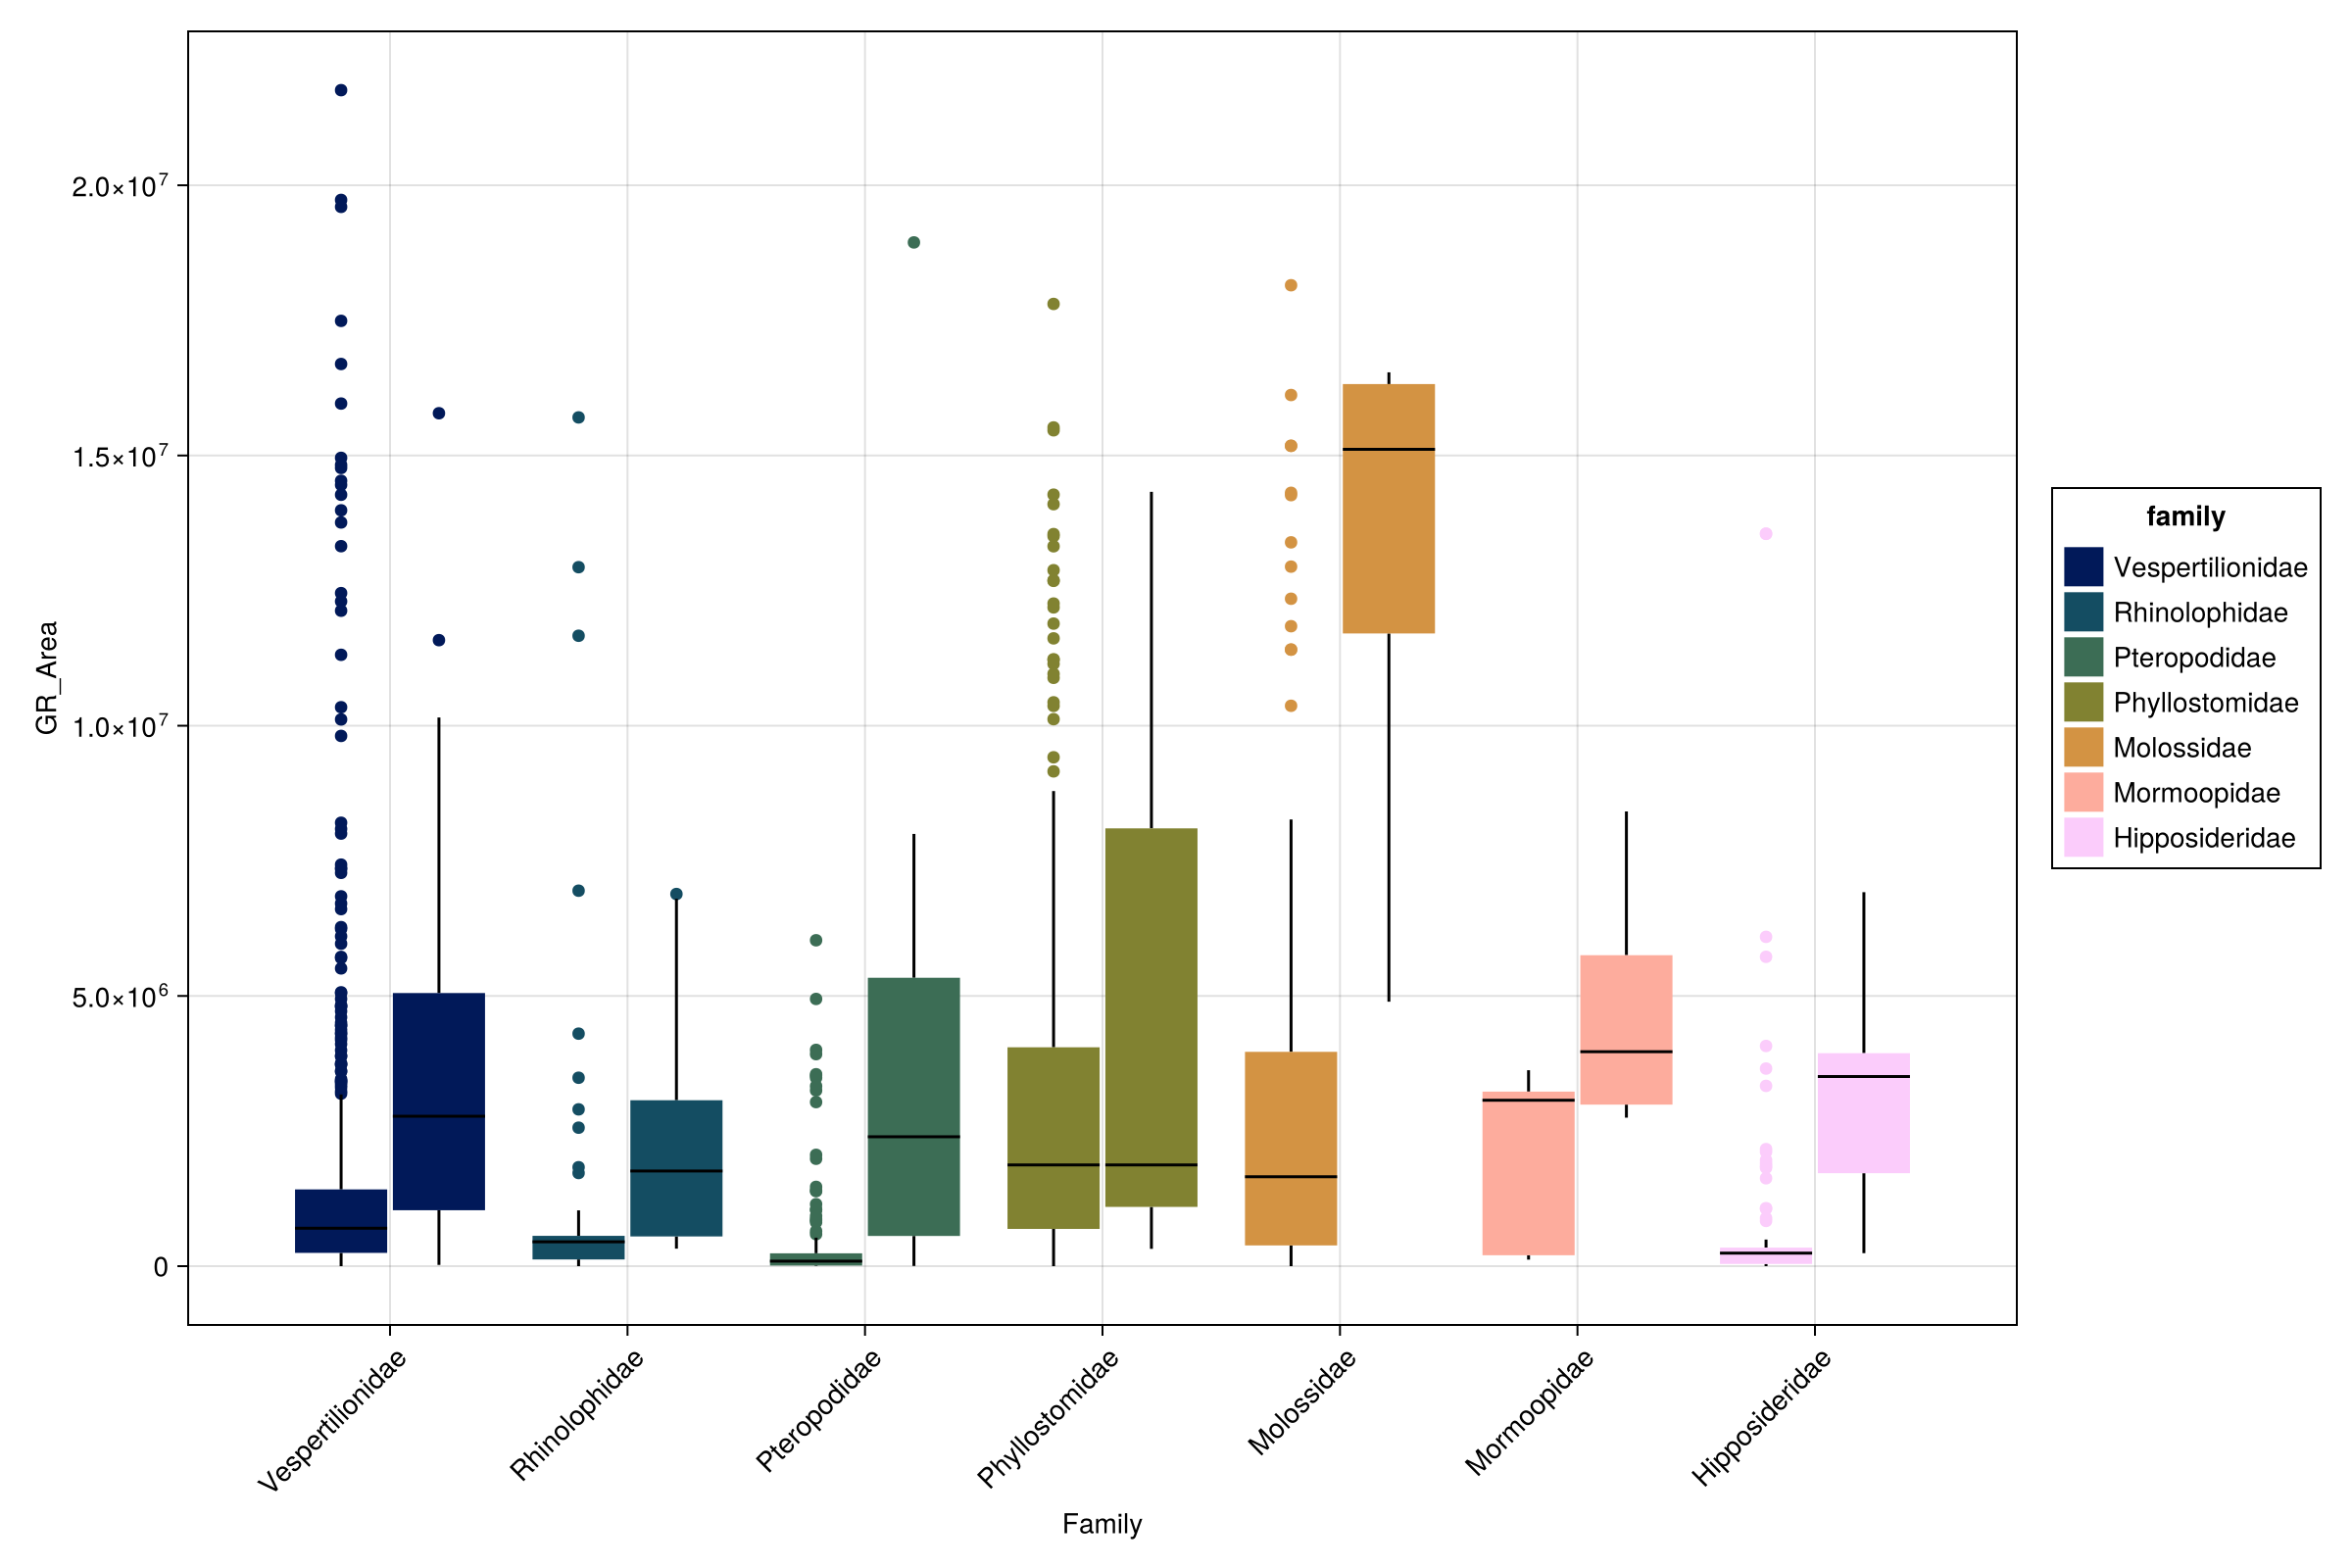 GR_Area
2.0×10⁷
1.5×10⁷
1.0×10⁷
5.0×10⁶
0
Vespertilionidae
Rhinolophidae
Pteropodidae
Phyllostomidae
Molossidae
Mormoopidae
Hipposideridae
Family
family
Vespertilionidae
Rhinolophidae
Pteropodidae
Phyllostomidae
Molossidae
Mormoopidae
Hipposideridae